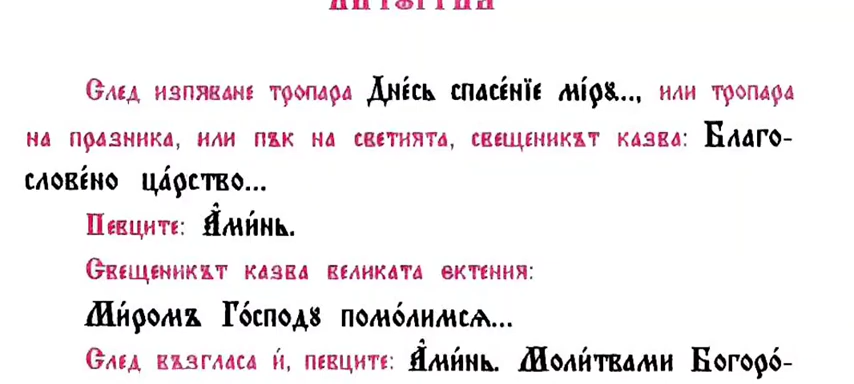 След изпяване тропара Дне́сь спасе́нїе мі́рꙋ..., или тропара
на празника, или пък на светията, свещеникът казва: Благо-
слове́но ца́рство...
Певците: А҆ми́нь.
Свещеникът казва великата ектения:
Ми́ромъ Го́сподꙋ помо́лимсѧ...
След възгласа ѝ, певците: А҆ми́нь. Моли́твами Богоро́-